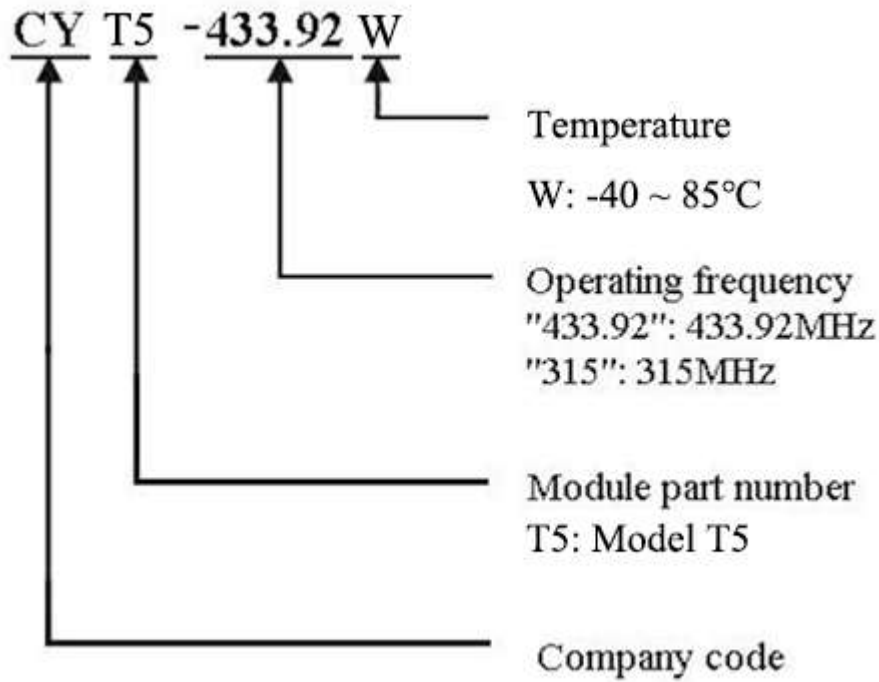 CY T5 -433.92 W
Temperature
W: -40 ~ 85°C
Operating frequency
"433.92": 433.92MHz
"315": 315MHz
Module part number
T5: Model T5
Company code